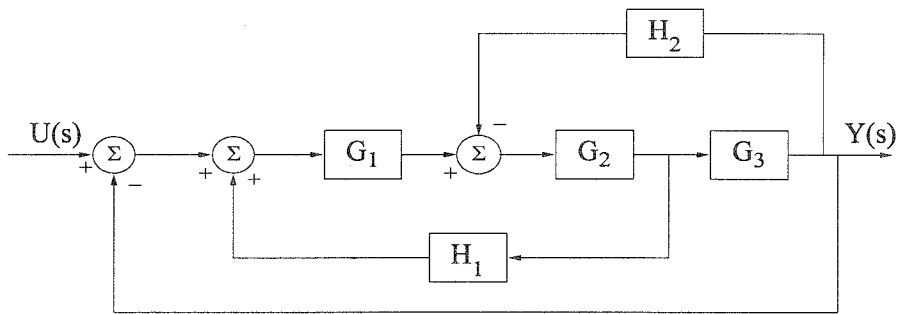 H2
−
U(s) Y(s)
Σ Σ G1 Σ G2 G3
+ − + + +
H1